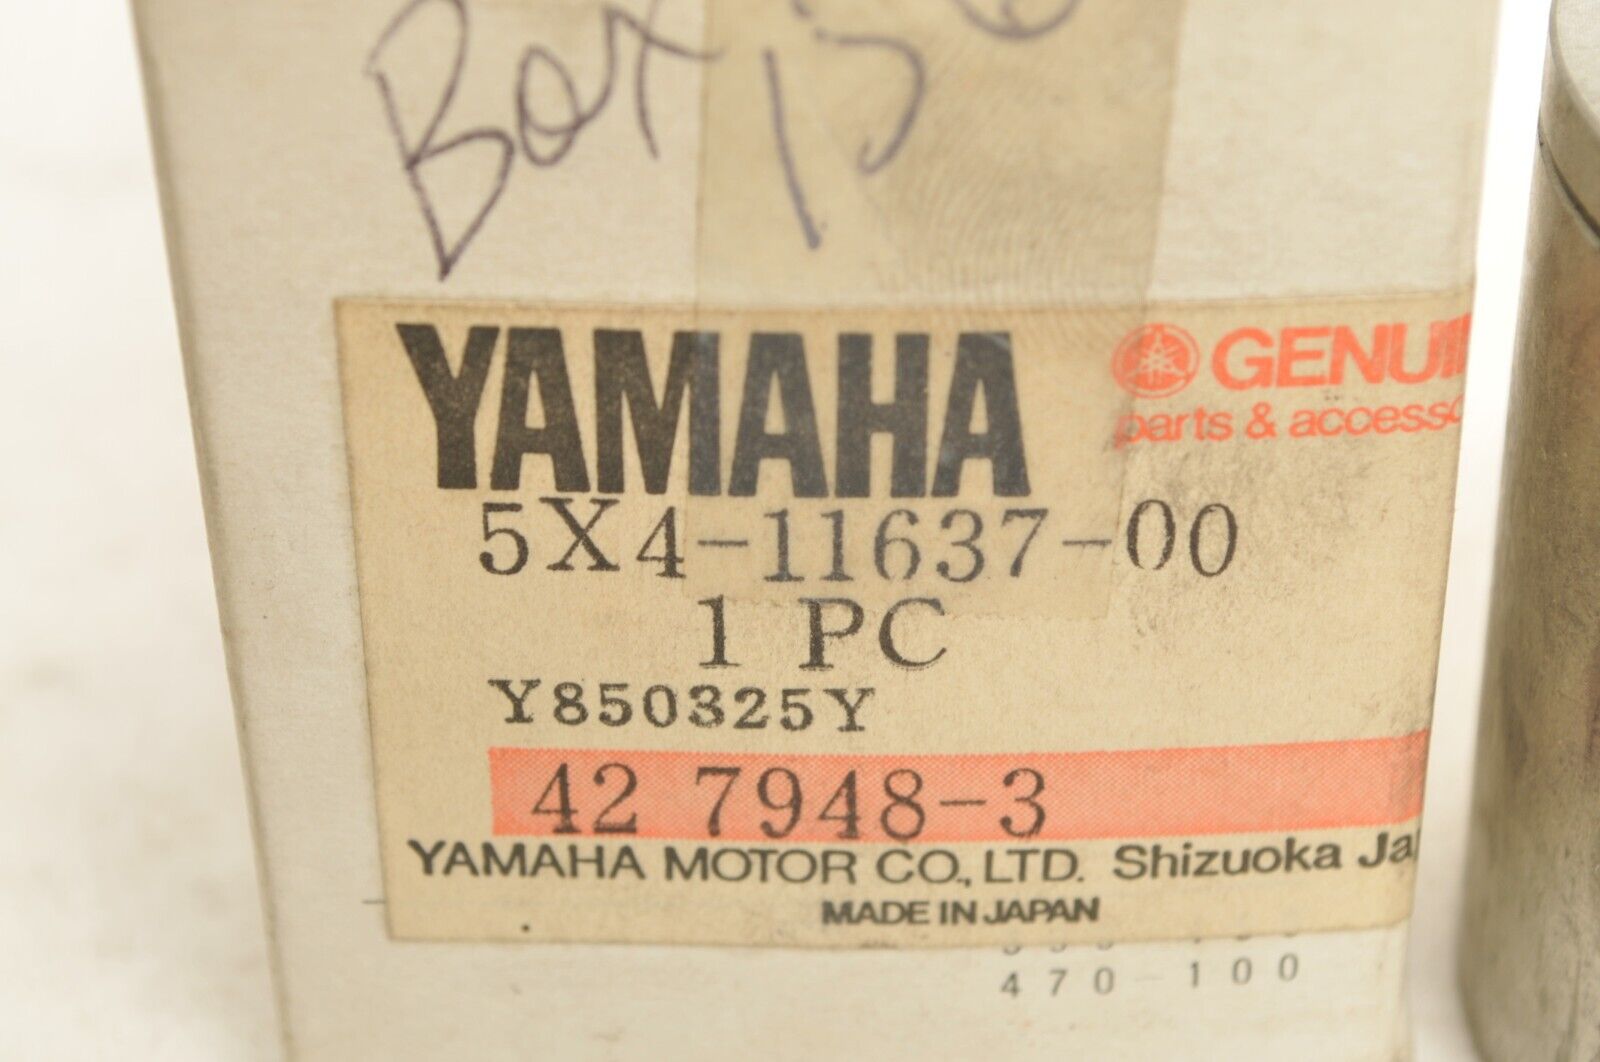 Box
YAMAHA
GENUI
parts & accesso
5X4-11637-00
1 PC
Y850325Y
42 7948-3
YAMAHA MOTOR CO., LTD. Shizuoka Ja
MADE IN JAPAN
470-100